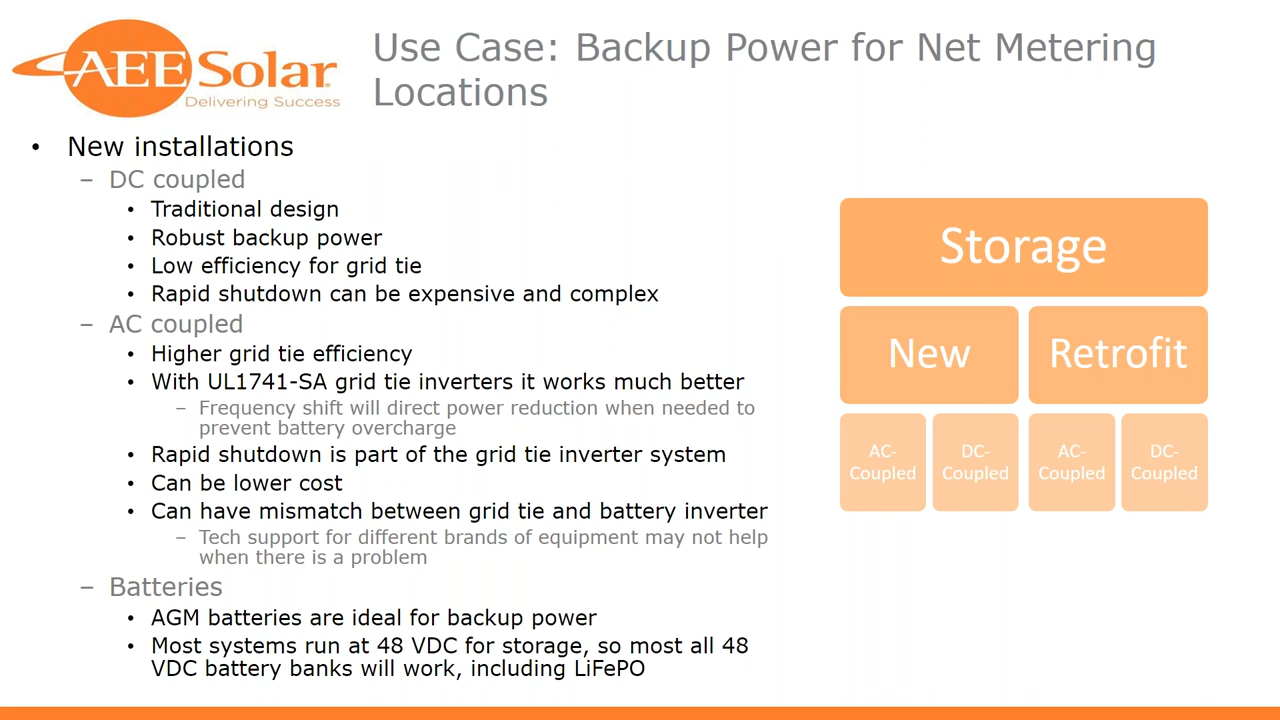 AEE Solar
Delivering Success
Use Case: Backup Power for Net Metering
Locations
• New installations
– DC coupled
• Traditional design
• Robust backup power
• Low efficiency for grid tie
• Rapid shutdown can be expensive and complex
– AC coupled
• Higher grid tie efficiency
• With UL1741-SA grid tie inverters it works much better
– Frequency shift will direct power reduction when needed to
prevent battery overcharge
• Rapid shutdown is part of the grid tie inverter system
• Can be lower cost
• Can have mismatch between grid tie and battery inverter
– Tech support for different brands of equipment may not help
when there is a problem
– Batteries
• AGM batteries are ideal for backup power
• Most systems run at 48 VDC for storage, so most all 48
VDC battery banks will work, including LiFePO
Storage
New
Retrofit
AC-
Coupled
DC-
Coupled
AC-
Coupled
DC-
Coupled